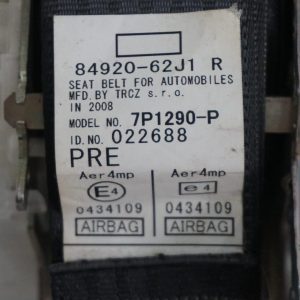 84920-62J1 R
SEAT BELT FOR AUTOMOBILES
MFD.BY TRCZ s.r.o.
IN 2008
MODEL NO. 7P1290-P
ID.NO. 022688
PRE
Aer4mp Aer4mp
E4 e4
0434109 0434109
AIRBAG AIRBAG